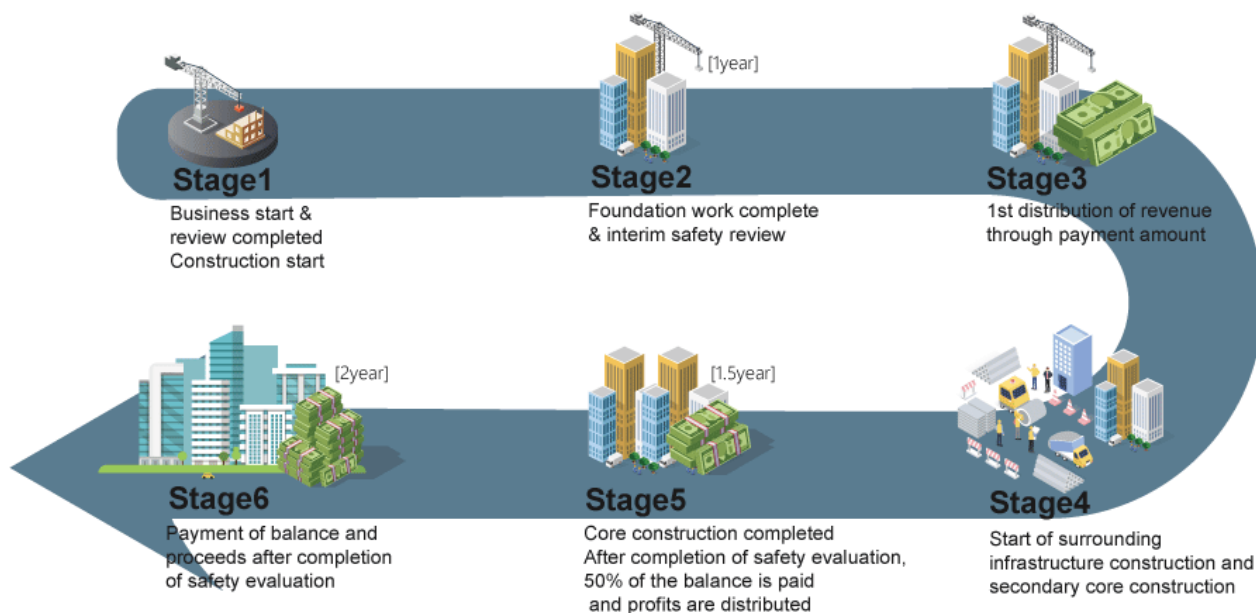 [1year]
Stage1
Business start &
review completed
Construction start
Stage2
Foundation work complete
& interim safety review
Stage3
1st distribution of revenue
through payment amount
[2year]
Stage6
Payment of balance and
proceeds after completion
of safety evaluation
[1.5year]
Stage5
Core construction completed
After completion of safety evaluation,
50% of the balance is paid
and profits are distributed
Stage4
Start of surrounding
infrastructure construction and
secondary core construction